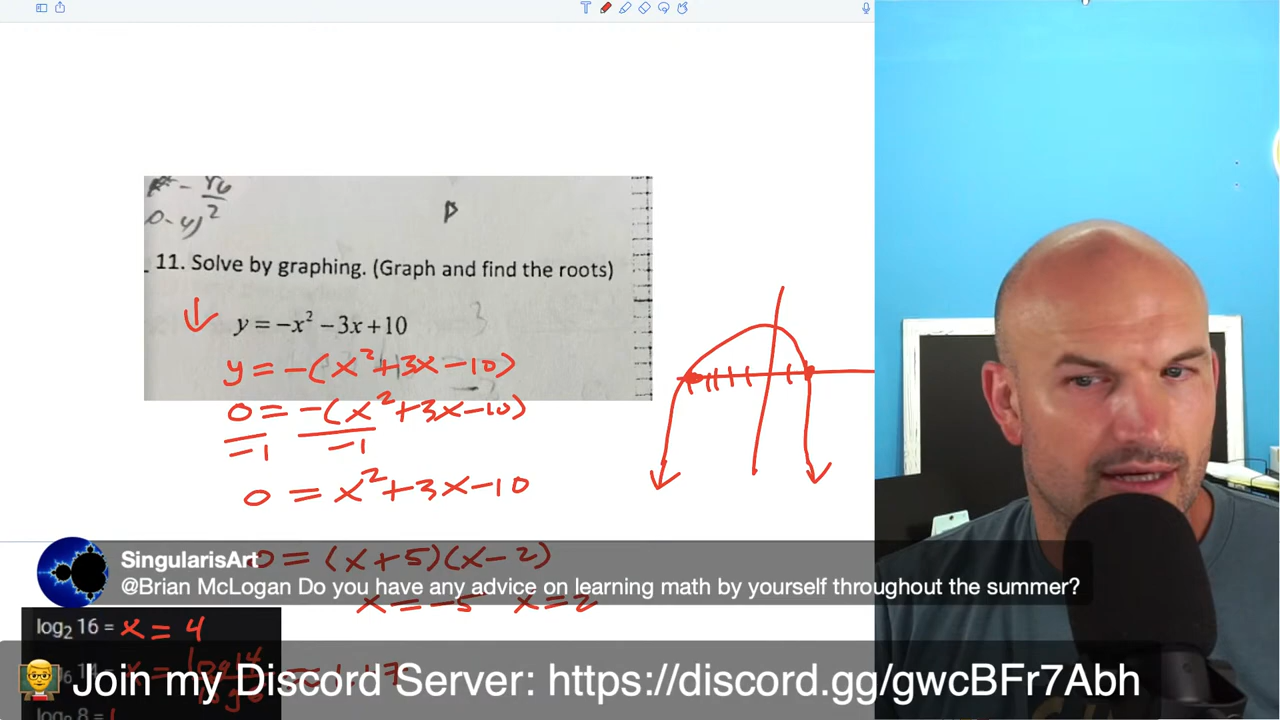 11. Solve by graphing. (Graph and find the roots)
y = −x² − 3x + 10
y = −(x² + 3x − 10)
0 = −(x² + 3x − 10)
−1 −1
0 = x² + 3x − 10
0 = (x + 5)(x − 2)
x = −5 x = 2
SingularisArt
@Brian McLogan Do you have any advice on learning math by yourself throughout the summer?
log₂ 16 = x = 4
Join my Discord Server: https://discord.gg/gwcBFr7Abh